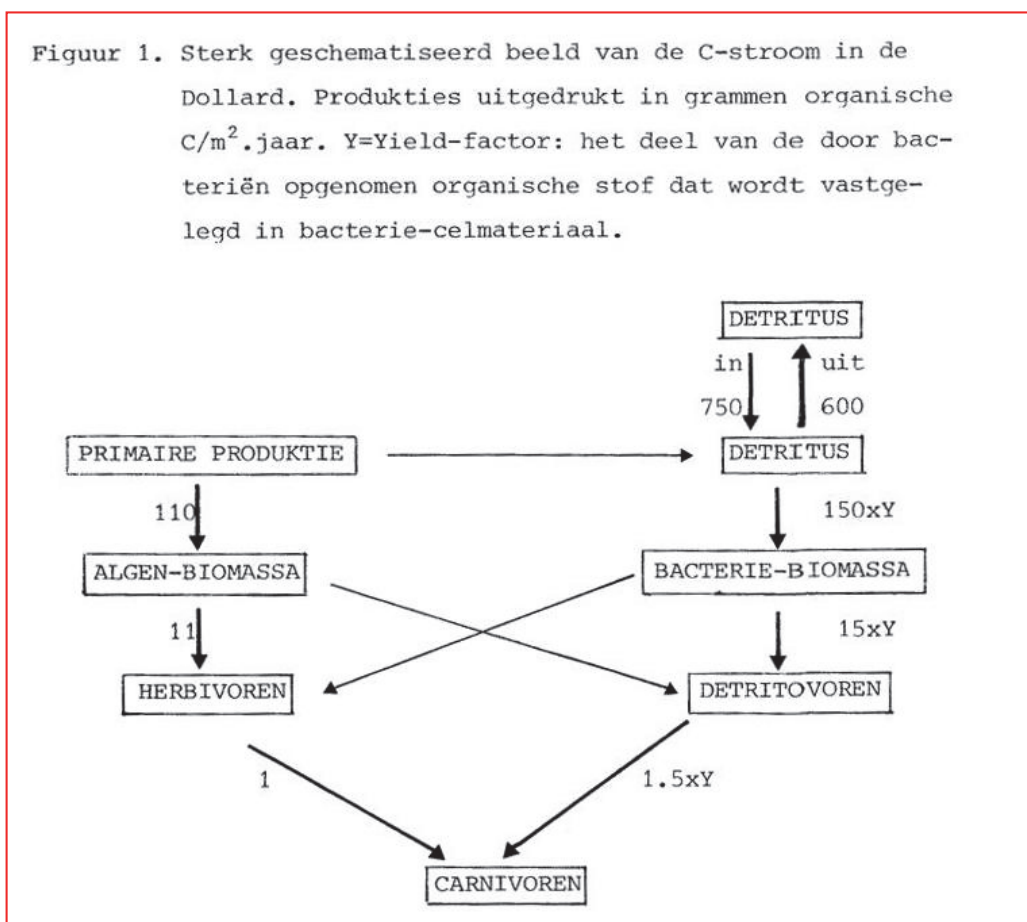 Figuur 1. Sterk geschematiseerd beeld van de C-stroom in de
Dollard. Produkties uitgedrukt in grammen organische
C/m².jaar. Y=Yield-factor: het deel van de door bac-
teriën opgenomen organische stof dat wordt vastge-
legd in bacterie-celmateriaal.
DETRITUS
in uit
750 600
PRIMAIRE PRODUKTIE DETRITUS
110 150xY
ALGEN-BIOMASSA BACTERIE-BIOMASSA
11 15xY
HERBIVOREN DETRITOVOREN
1 1.5xY
CARNIVOREN